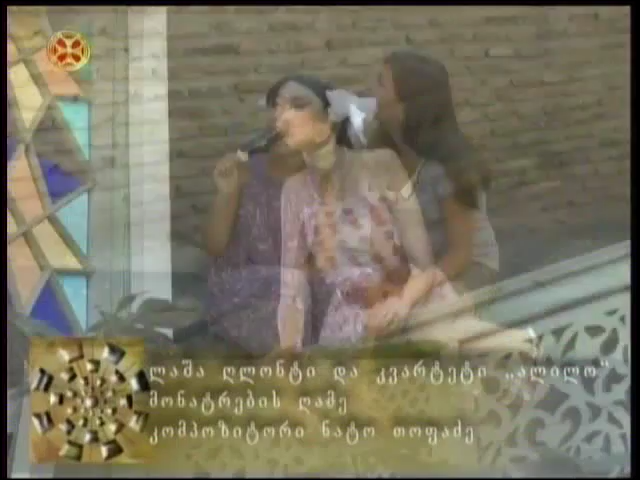 ლაშა ღლონტი და კვარტეტი „ალილო“
მონატრების ღამე
კომპოზიტორი ნატო თოფაძე